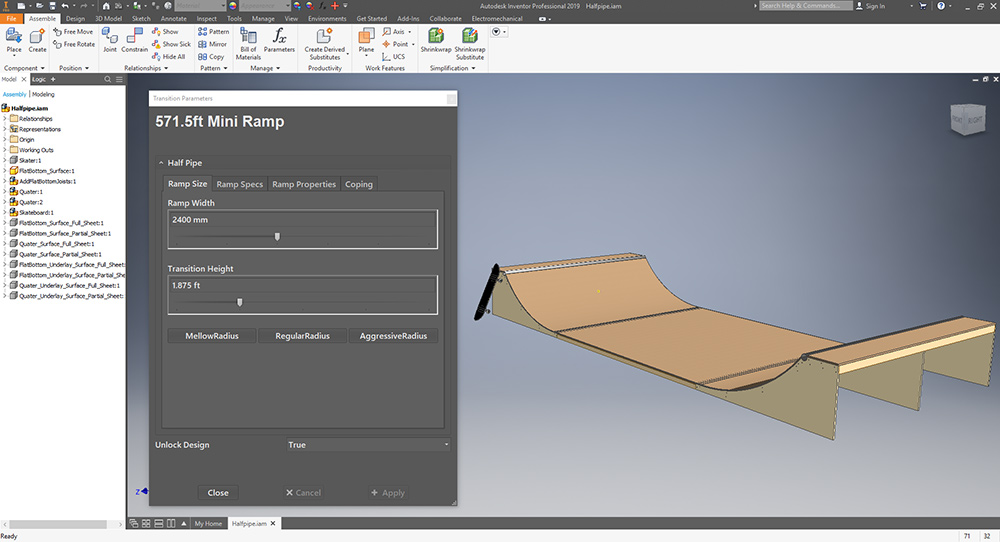 Autodesk Inventor Professional 2019 Halfpipe.iam
Search Help & Commands...
Sign In
File Assemble Design 3D Model Sketch Annotate Inspect Tools Manage View Environments Get Started Add-Ins Collaborate Electromechanical
Place
Create
Free Move
Free Rotate
Joint
Constrain
Show
Show Sick
Hide All
Pattern
Mirror
Copy
Bill of Materials
Parameters
Create Derived Substitutes
Plane
Axis
Point
UCS
Shrinkwrap
Shrinkwrap Substitute
Component Position Relationships Pattern Manage Productivity Work Features Simplification
Model Logic
Assembly | Modeling
Halfpipe.iam
Relationships
Representations
Origin
Working Outs
Skater:1
FlatBottom_Surface:1
AddFlatBottomJoists:1
Quater:1
Quater:2
Skateboard:1
FlatBottom_Surface_Full_Sheet:1
FlatBottom_Surface_Partial_Sheet:1
Quater_Surface_Full_Sheet:1
Quater_Surface_Partial_Sheet:1
FlatBottom_Underlay_Surface_Full_Sheet:
FlatBottom_Underlay_Surface_Partial_She
Quater_Underlay_Surface_Full_Sheet:1
Quater_Underlay_Surface_Partial_Sheet:
Transition Parameters
571.5ft Mini Ramp
Half Pipe
Ramp Size Ramp Specs Ramp Properties Coping
Ramp Width
2400 mm
Transition Height
1.875 ft
MellowRadius RegularRadius AggressiveRadius
Unlock Design True
Close Cancel Apply
FRONT RIGHT
Z
My Home Halfpipe.iam
Ready 71 32